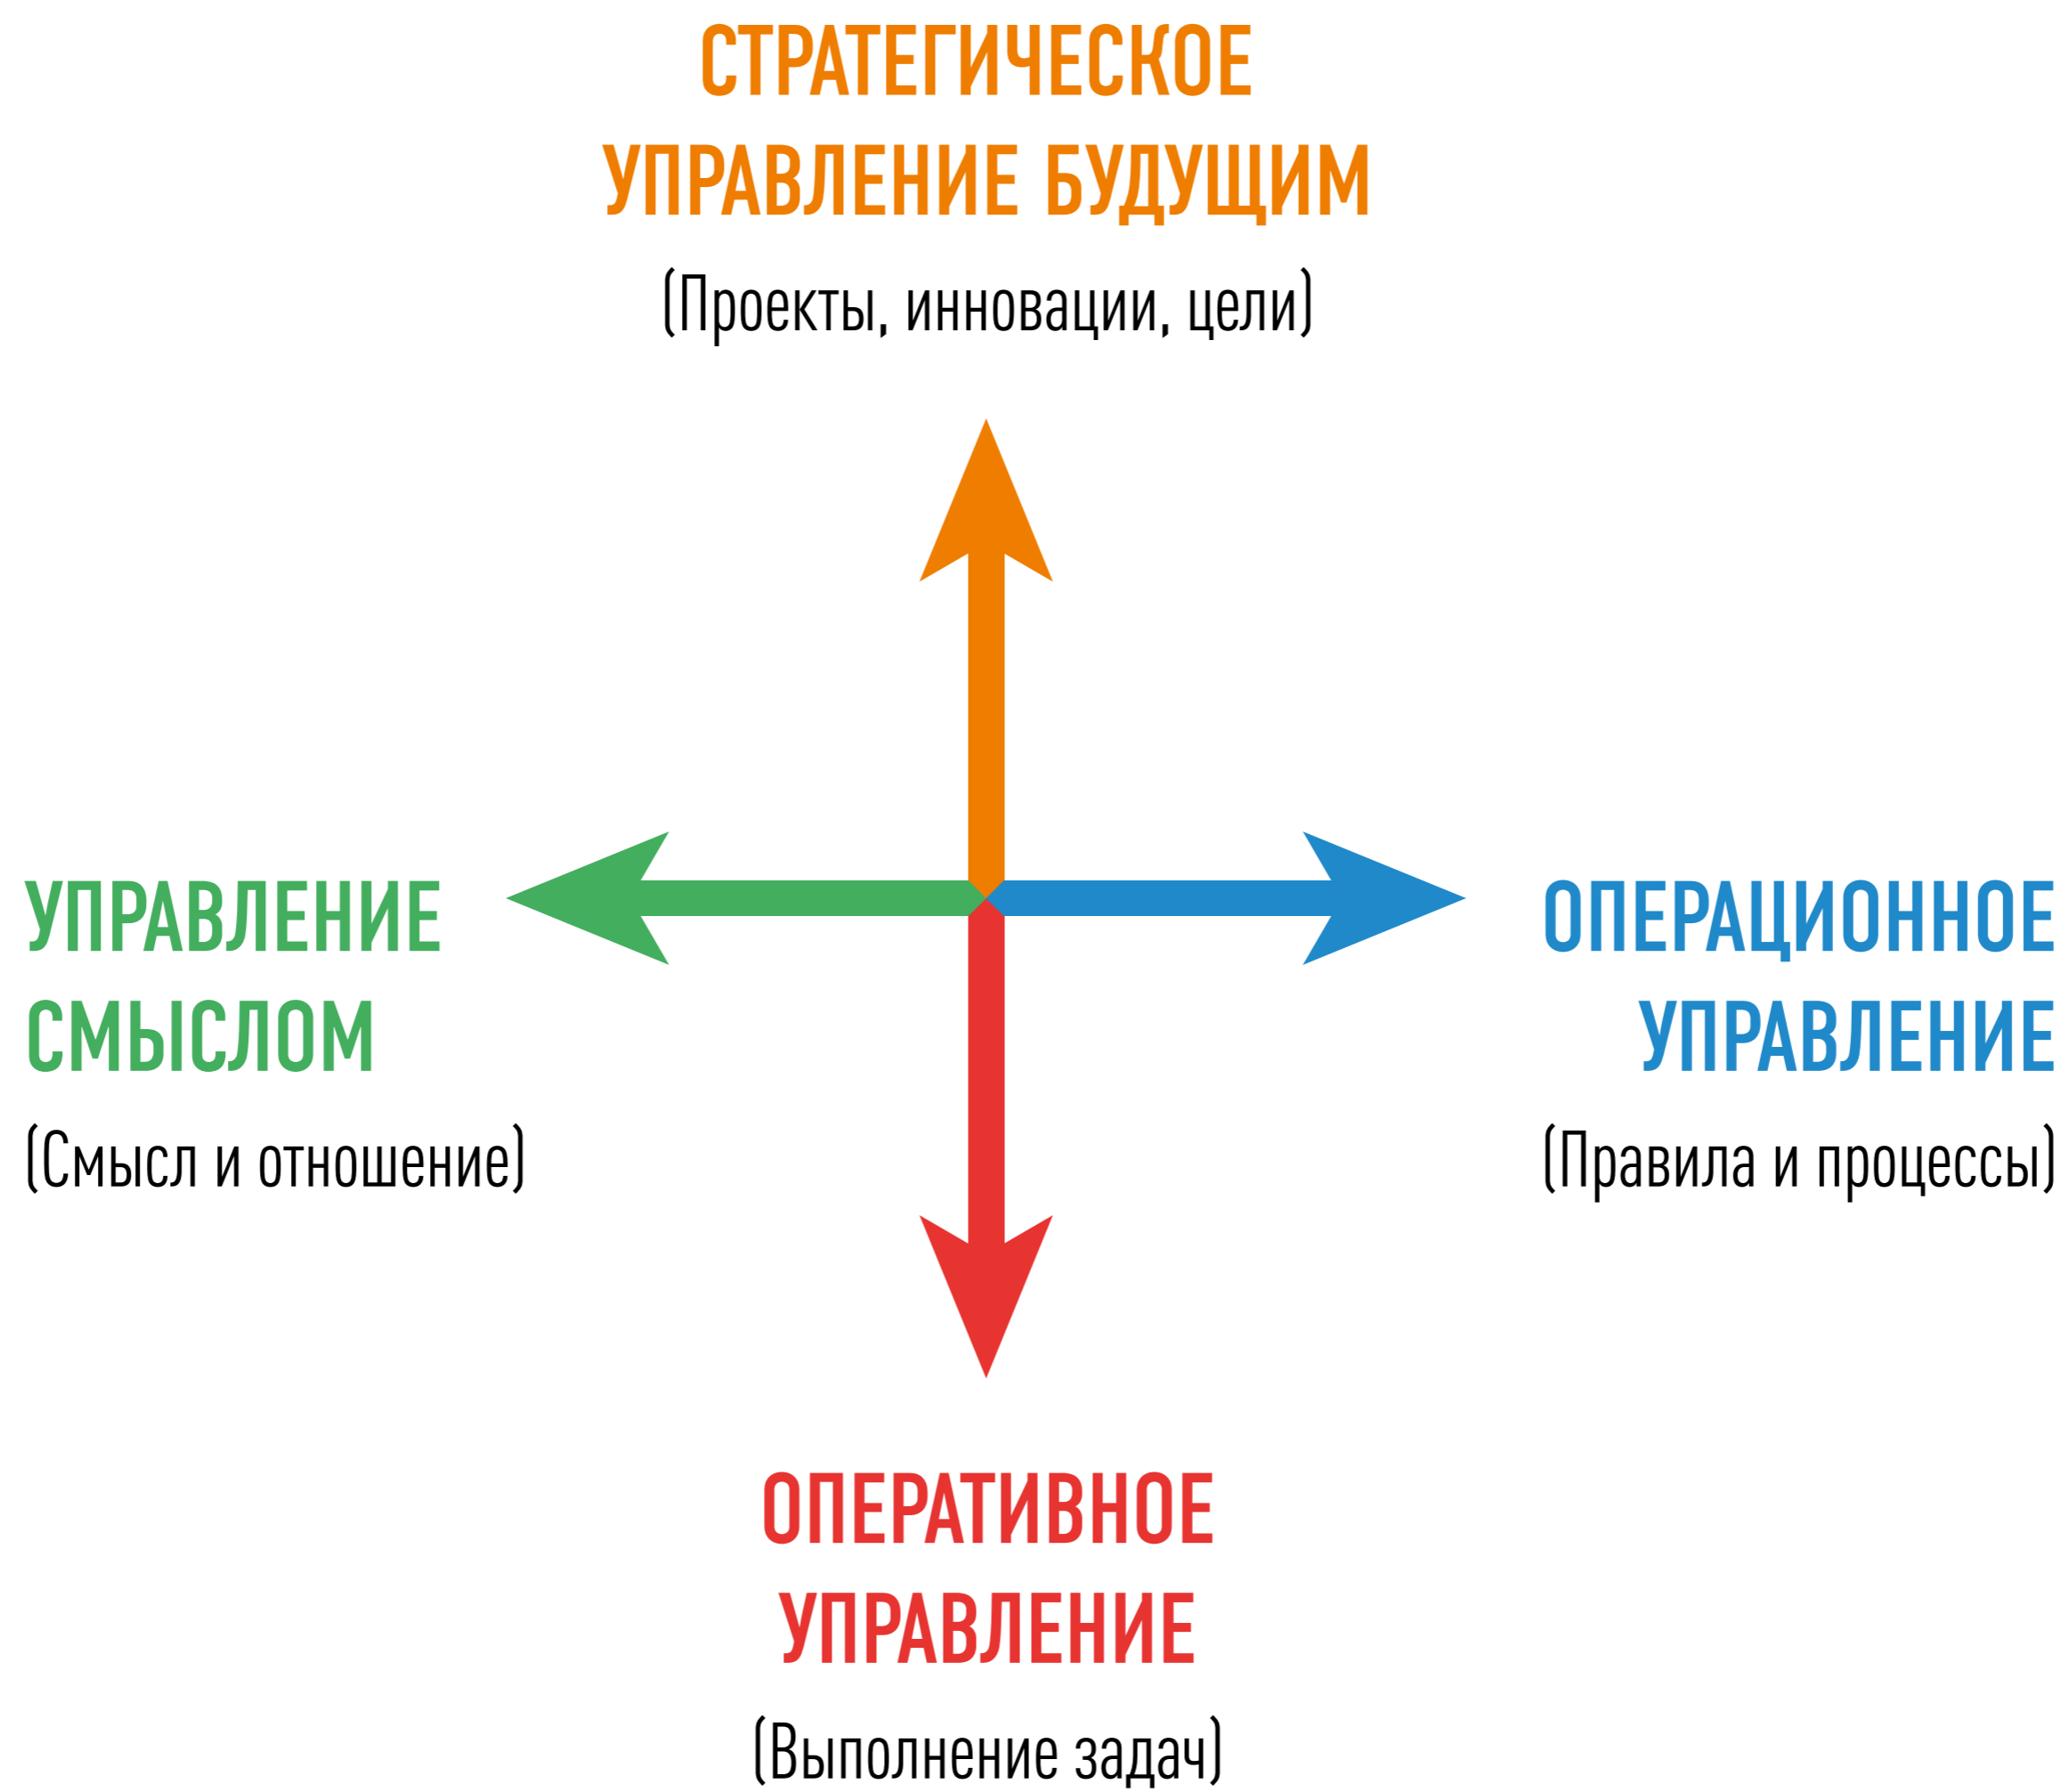 СТРАТЕГИЧЕСКОЕ
УПРАВЛЕНИЕ БУДУЩИМ
(Проекты, инновации, цели)
УПРАВЛЕНИЕ
СМЫСЛОМ
(Смысл и отношение)
ОПЕРАЦИОННОЕ
УПРАВЛЕНИЕ
(Правила и процессы)
ОПЕРАТИВНОЕ
УПРАВЛЕНИЕ
(Выполнение задач)